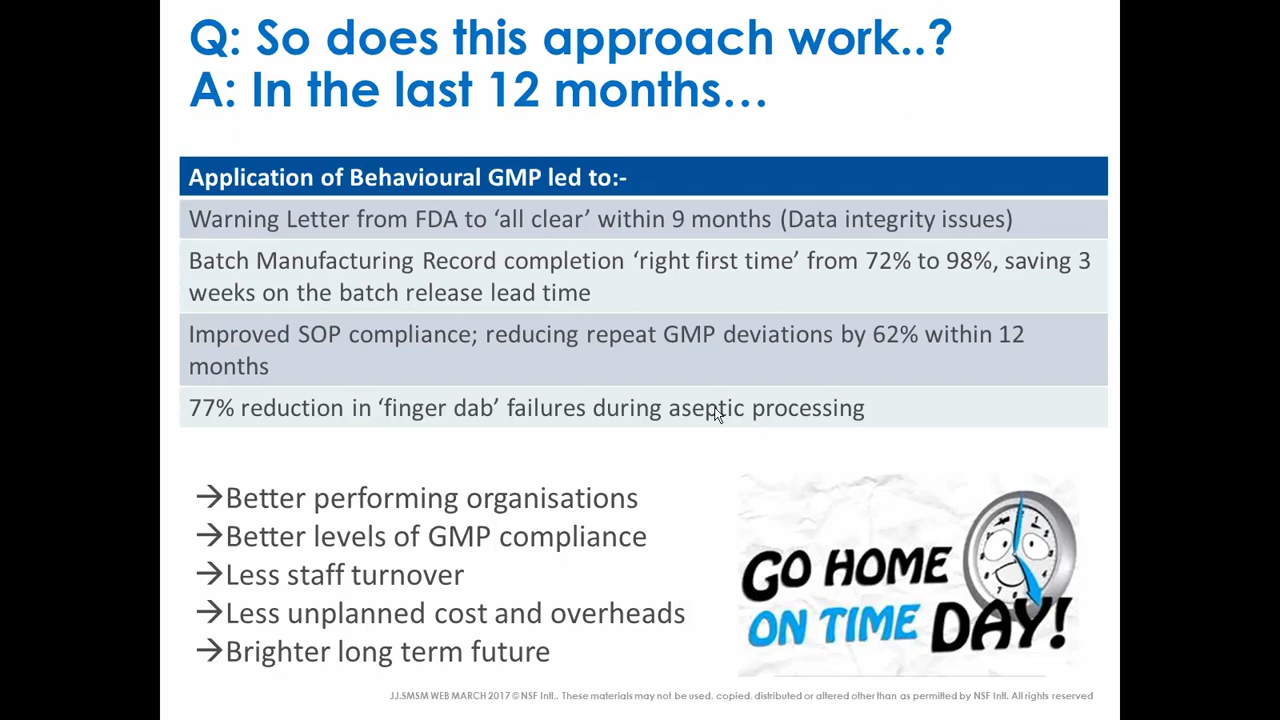 Q: So does this approach work..?
A: In the last 12 months...
Application of Behavioural GMP led to:-
Warning Letter from FDA to ‘all clear’ within 9 months (Data integrity issues)
Batch Manufacturing Record completion ‘right first time’ from 72% to 98%, saving 3
weeks on the batch release lead time
Improved SOP compliance; reducing repeat GMP deviations by 62% within 12
months
77% reduction in ‘finger dab’ failures during aseptic processing
→Better performing organisations
→Better levels of GMP compliance
→Less staff turnover
→Less unplanned cost and overheads
→Brighter long term future
GO HOME
ON TIME DAY!
JJ.SMSM WEB MARCH 2017 © NSF Intl.. These materials may not be used, copied, distributed or altered other than as permitted by NSF Intl. All rights reserved